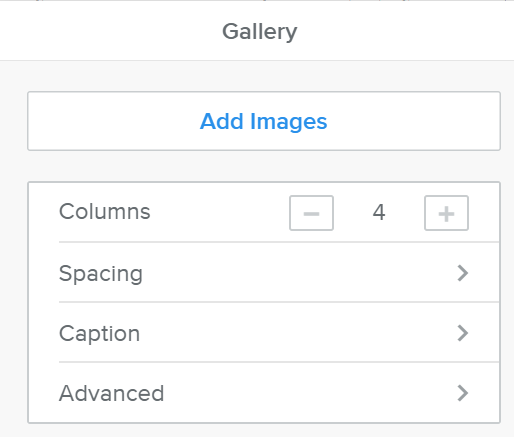 Gallery
Add Images
Columns − 4 +
Spacing
Caption
Advanced